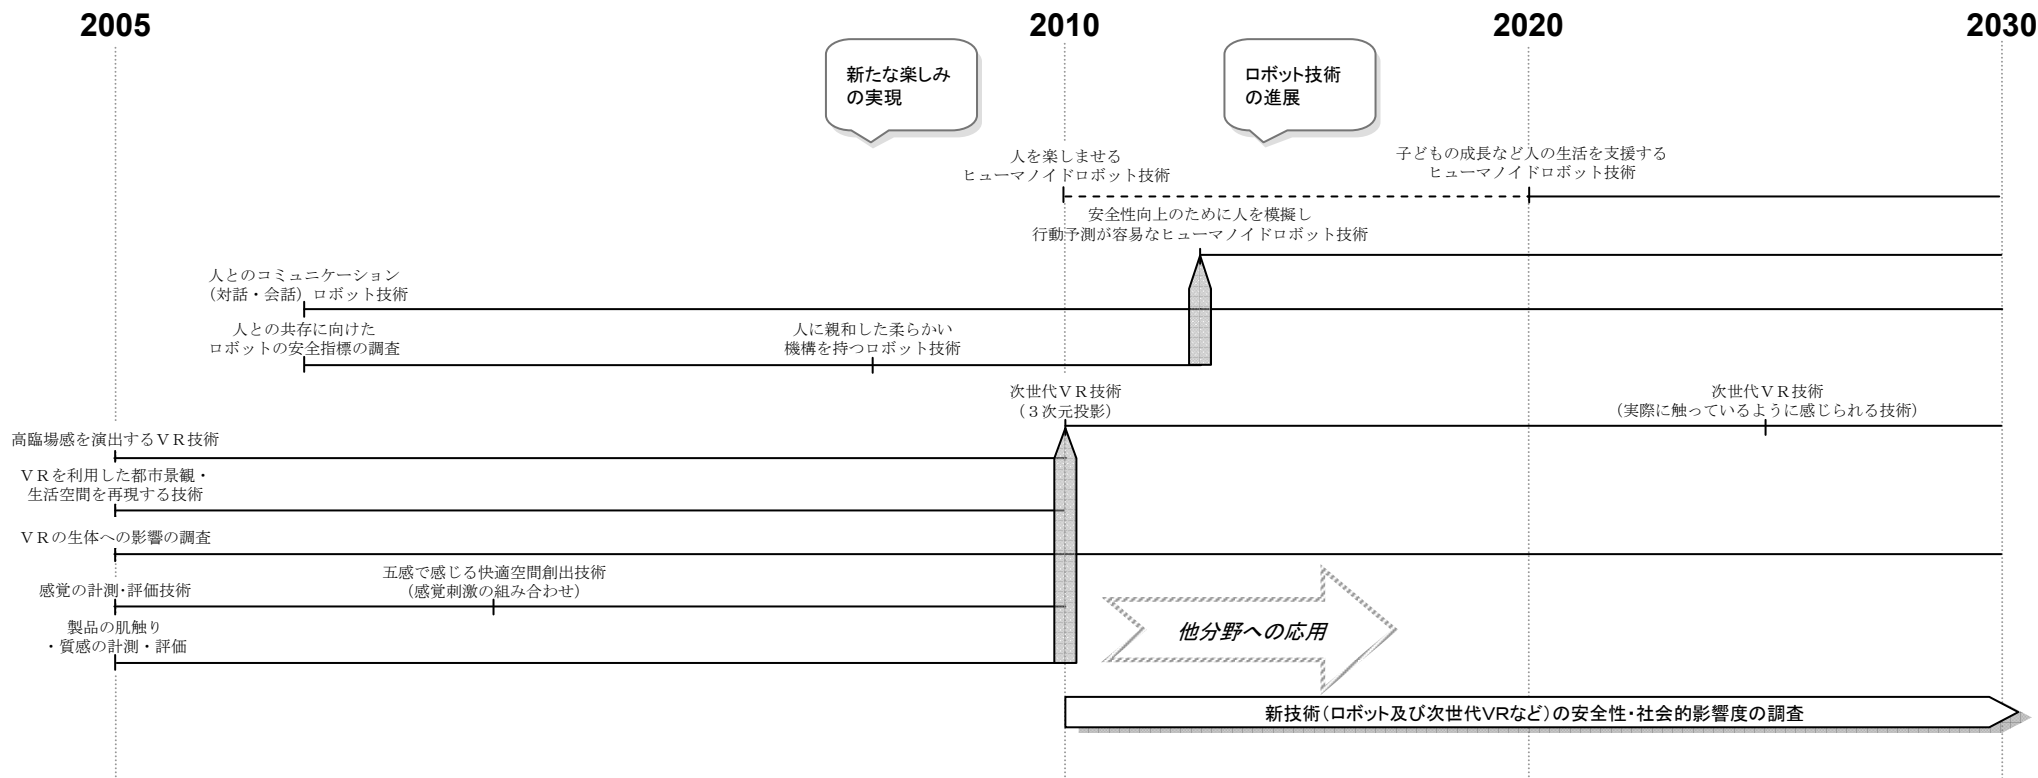 2005
2010
2020
2030
新たな楽しみ
の実現
ロボット技術
の進展
人を楽しませる
ヒューマノイドロボット技術
子どもの成長など人の生活を支援する
ヒューマノイドロボット技術
安全性向上のために人を模擬し
行動予測が容易なヒューマノイドロボット技術
人とのコミュニケーション
（対話・会話）ロボット技術
人との共存に向けた
ロボットの安全指標の調査
人に親和した柔らかい
機構を持つロボット技術
次世代ＶＲ技術
（３次元投影）
次世代ＶＲ技術
（実際に触っているように感じられる技術）
高臨場感を演出するＶＲ技術
ＶＲを利用した都市景観・
生活空間を再現する技術
ＶＲの生体への影響の調査
感覚の計測・評価技術
五感で感じる快適空間創出技術
（感覚刺激の組み合わせ）
製品の肌触り
・質感の計測・評価
他分野への応用
新技術（ロボット及び次世代VRなど）の安全性・社会的影響度の調査